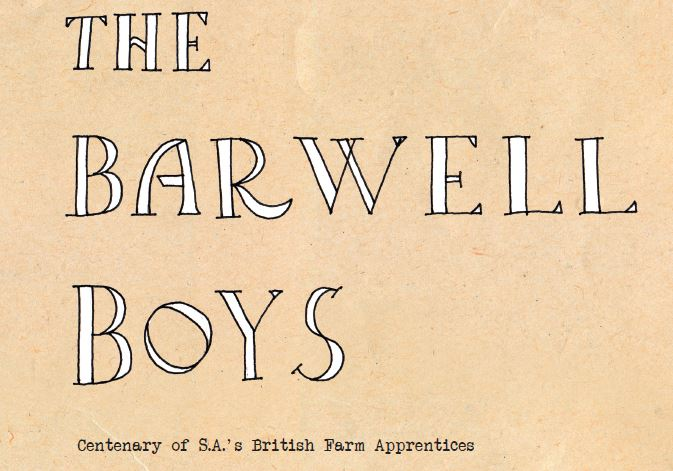 THE
BARWELL
BOYS
Centenary of S.A.'s British Farm Apprentices